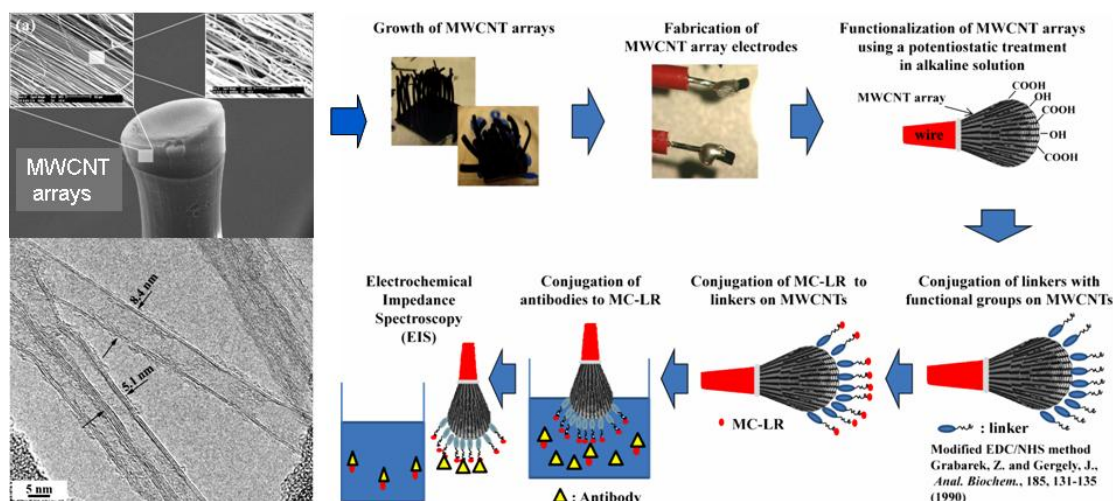 (a)
MWCNT
arrays
8.4 nm
5.1 nm
5 nm
Growth of MWCNT arrays
Fabrication of
MWCNT array electrodes
Functionalization of MWCNT arrays
using a potentiostatic treatment
in alkaline solution
MWCNT array
COOH
OH
COOH
OH
COOH
wire
Electrochemical
Impedance
Spectroscopy
(EIS)
Conjugation of
antibodies to MC-LR
: Antibody
Conjugation of MC-LR to
linkers on MWCNTs
MC-LR
Conjugation of linkers with
functional groups on MWCNTs
: linker
Modified EDC/NHS method
Grabarek, Z. and Gergely, J.,
Anal. Biochem., 185, 131-135
(1990)